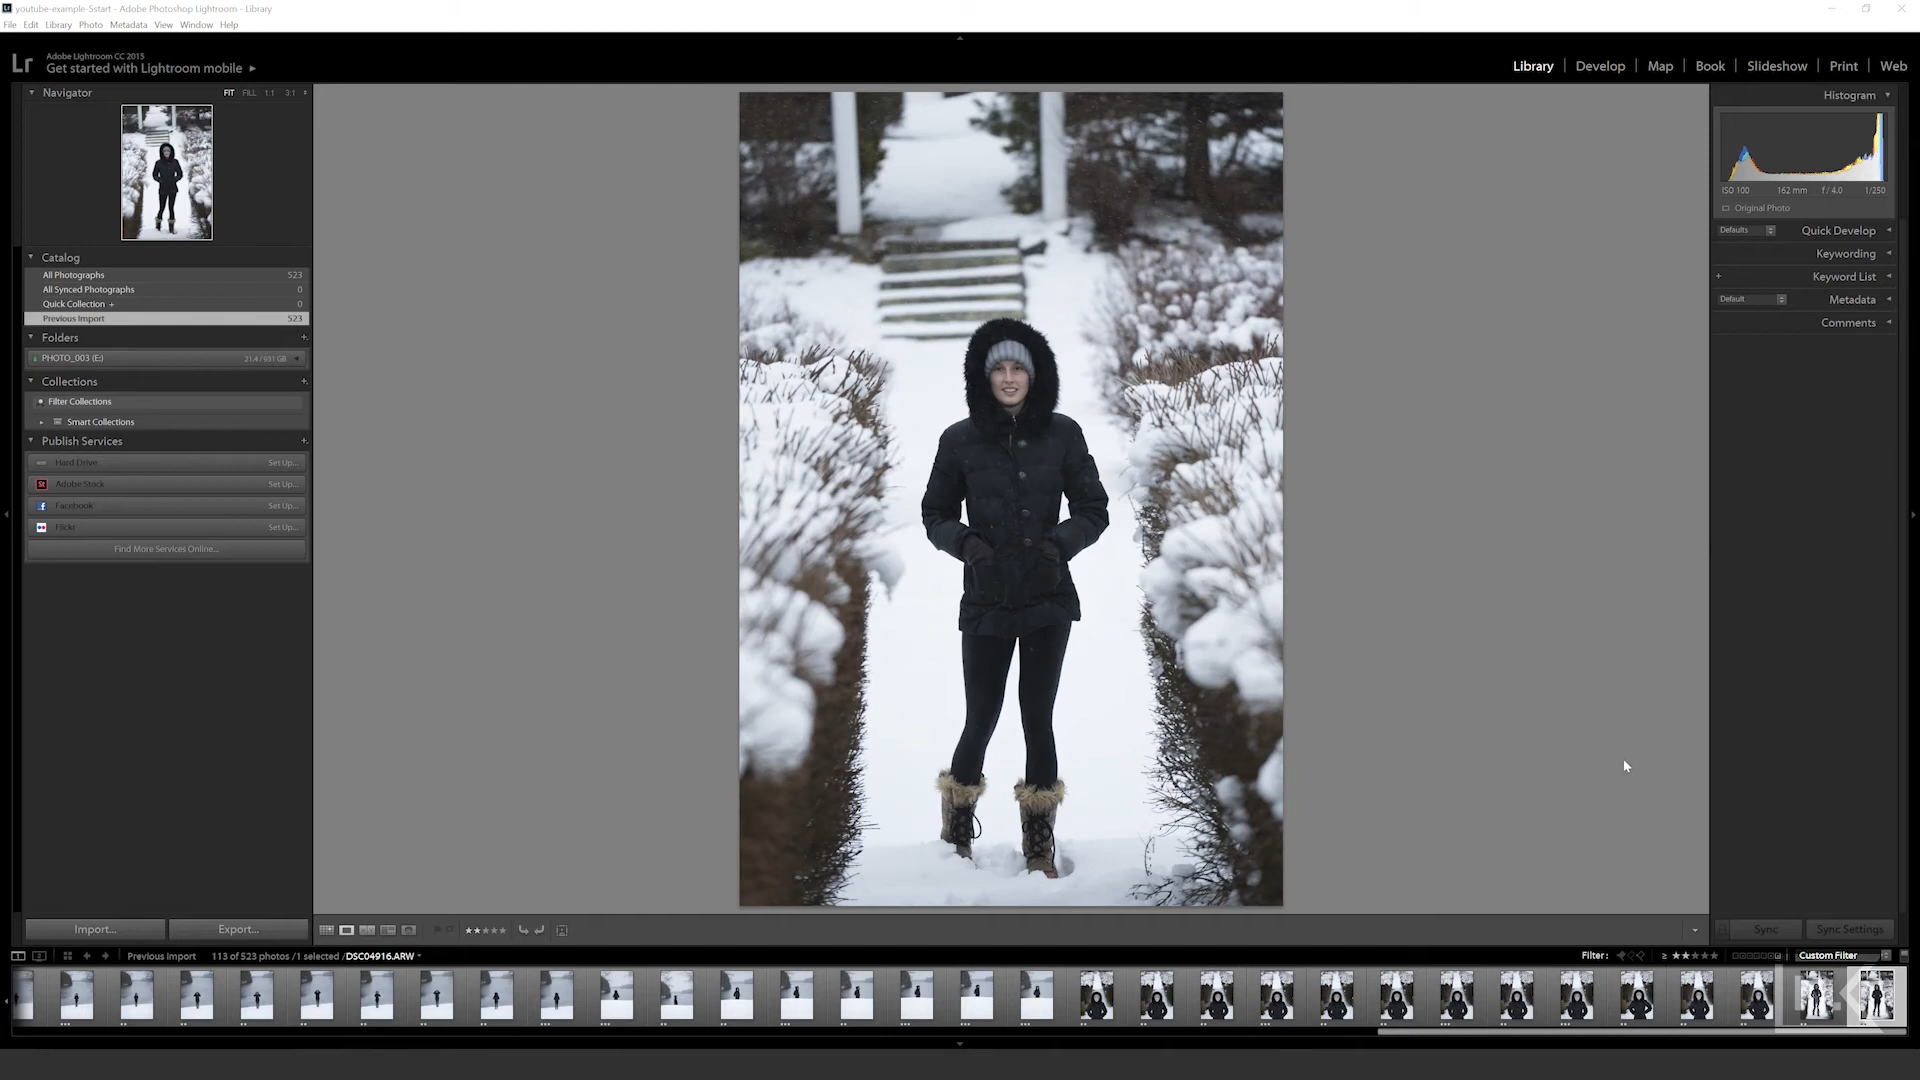 youtube-example-5start - Adobe Photoshop Lightroom - Library
File Edit Library Photo Metadata View Window Help
Lr
Adobe Lightroom CC 2015
Get started with Lightroom mobile
Library Develop Map Book Slideshow Print Web
Navigator FIT FILL 1:1 3:1
Histogram
ISO 100 162 mm f / 4.0 1/250
Original Photo
Defaults Quick Develop
Keywording
+ Keyword List
Default Metadata
Comments
Catalog
All Photographs 523
All Synced Photographs 0
Quick Collection + 0
Previous Import 523
Folders +
PHOTO_003 (E:) 21.4 / 931 GB
Collections +
Filter Collections
Smart Collections
Publish Services +
Hard Drive Set Up...
St Adobe Stock Set Up...
f Facebook Set Up...
Flickr Set Up...
Find More Services Online...
Import... Export...
Sync Sync Settings
Previous Import 113 of 523 photos / 1 selected / DSC04916.ARW
Filter : ≥ ★★★★★ Custom Filter